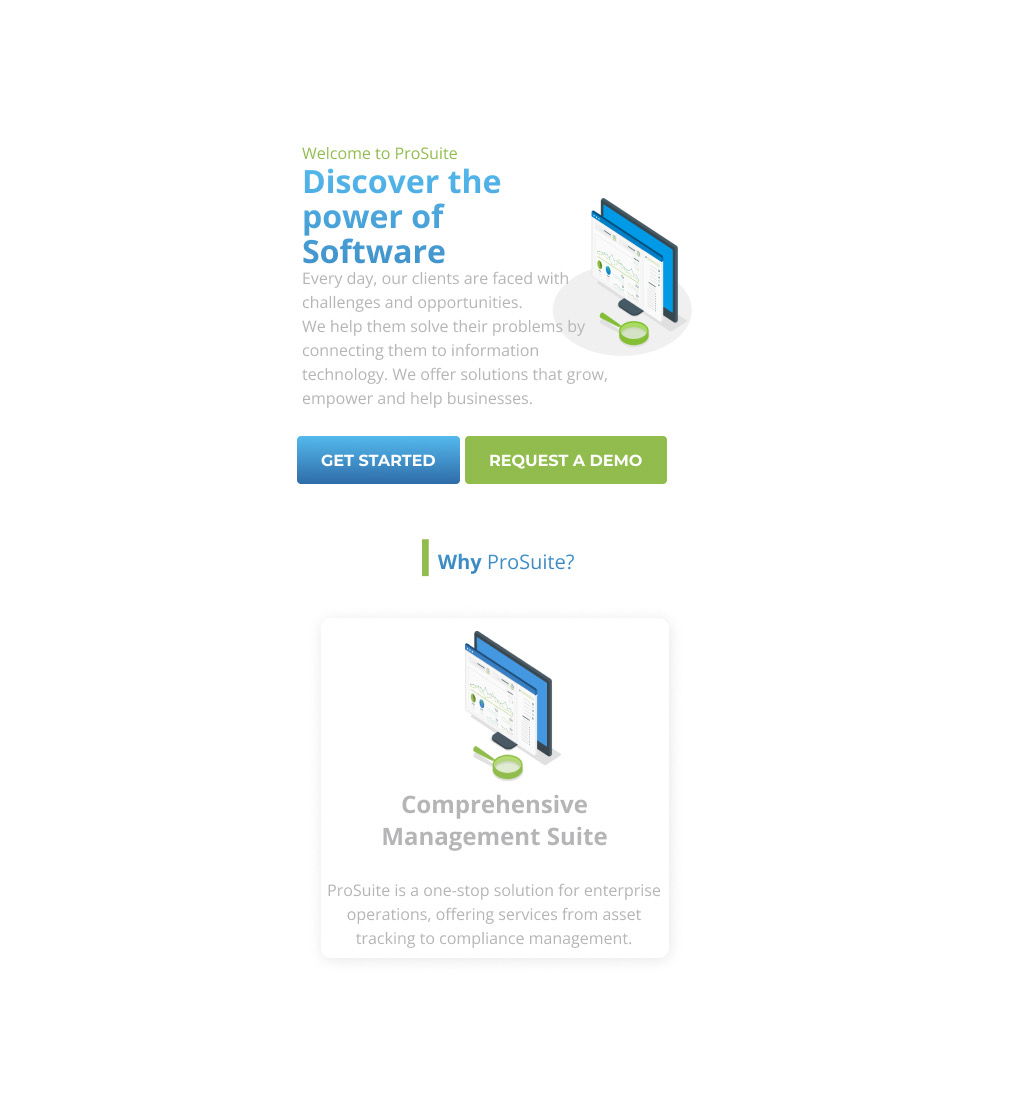 Welcome to ProSuite
Discover the
power of
Software
Every day, our clients are faced with
challenges and opportunities.
We help them solve their problems by
connecting them to information
technology. We offer solutions that grow,
empower and help businesses.
GET STARTED
REQUEST A DEMO
Why ProSuite?
Comprehensive
Management Suite
ProSuite is a one-stop solution for enterprise
operations, offering services from asset
tracking to compliance management.